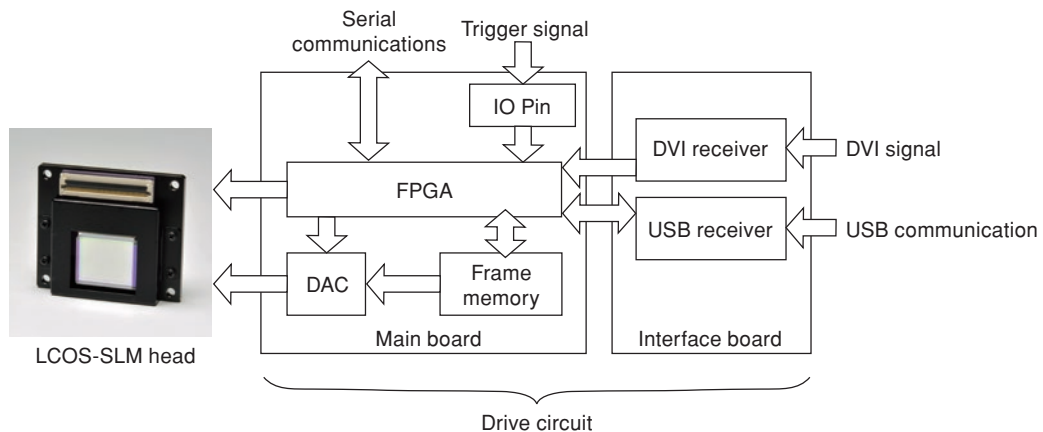 Serial
communications
Trigger signal
IO Pin
DVI receiver
DVI signal
FPGA
USB receiver
USB communication
DAC
Frame
memory
Main board
Interface board
LCOS-SLM head
Drive circuit